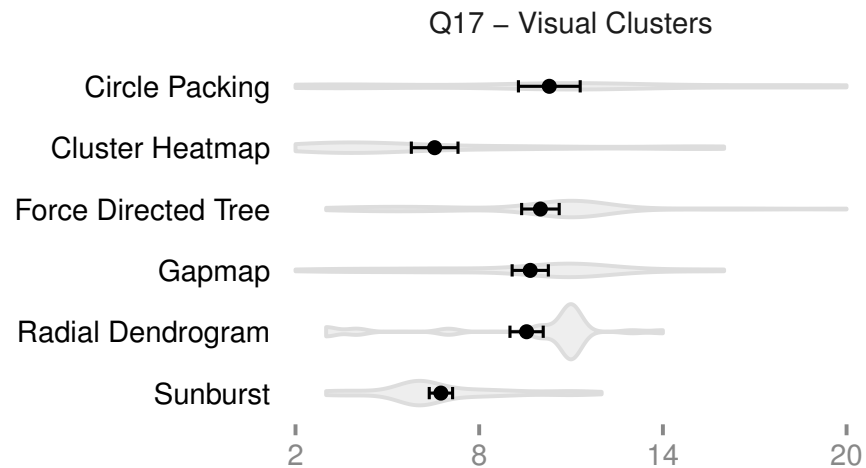 Q17 – Visual Clusters
Circle Packing
Cluster Heatmap
Force Directed Tree
Gapmap
Radial Dendrogram
Sunburst
2 8 14 20